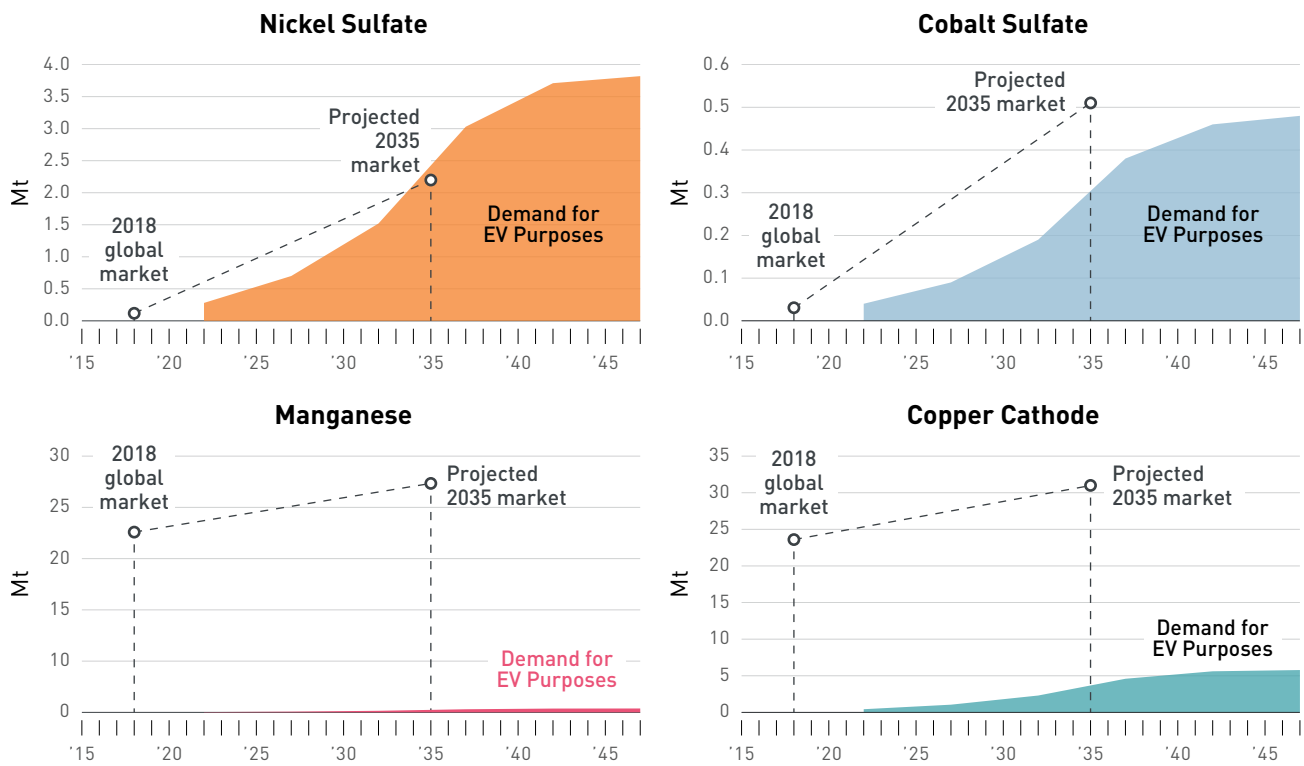 Nickel Sulfate
4.0
3.5
3.0
2.5
2.0
1.5
1.0
0.5
0.0
Mt
Projected
2035
market
2018
global
market
Demand for
EV Purposes
'15 '20 '25 '30 '35 '40 '45
Cobalt Sulfate
0.6
0.5
0.4
0.3
0.2
0.1
0.0
Mt
Projected
2035 market
2018
global
market
Demand for
EV Purposes
'15 '20 '25 '30 '35 '40 '45
Manganese
30
25
20
15
10
0
Mt
2018
global
market
Projected
2035 market
Demand for
EV Purposes
'15 '20 '25 '30 '35 '40 '45
Copper Cathode
35
30
25
20
15
10
5
0
Mt
2018
global
market
Projected
2035 market
Demand for
EV Purposes
'15 '20 '25 '30 '35 '40 '45